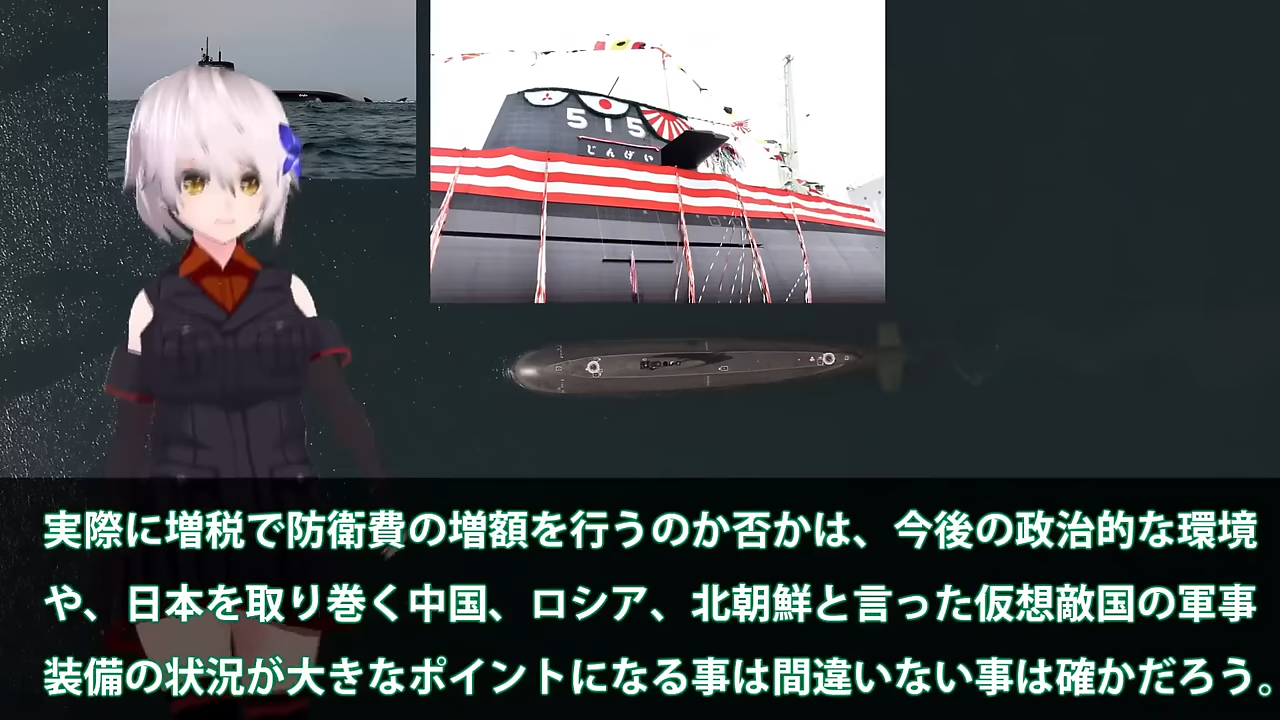 515
じんげい
実際に増税で防衛費の増額を行うのか否かは、今後の政治的な環境
や、日本を取り巻く中国、ロシア、北朝鮮と言った仮想敵国の軍事
装備の状況が大きなポイントになる事は間違いない事は確かだろう。